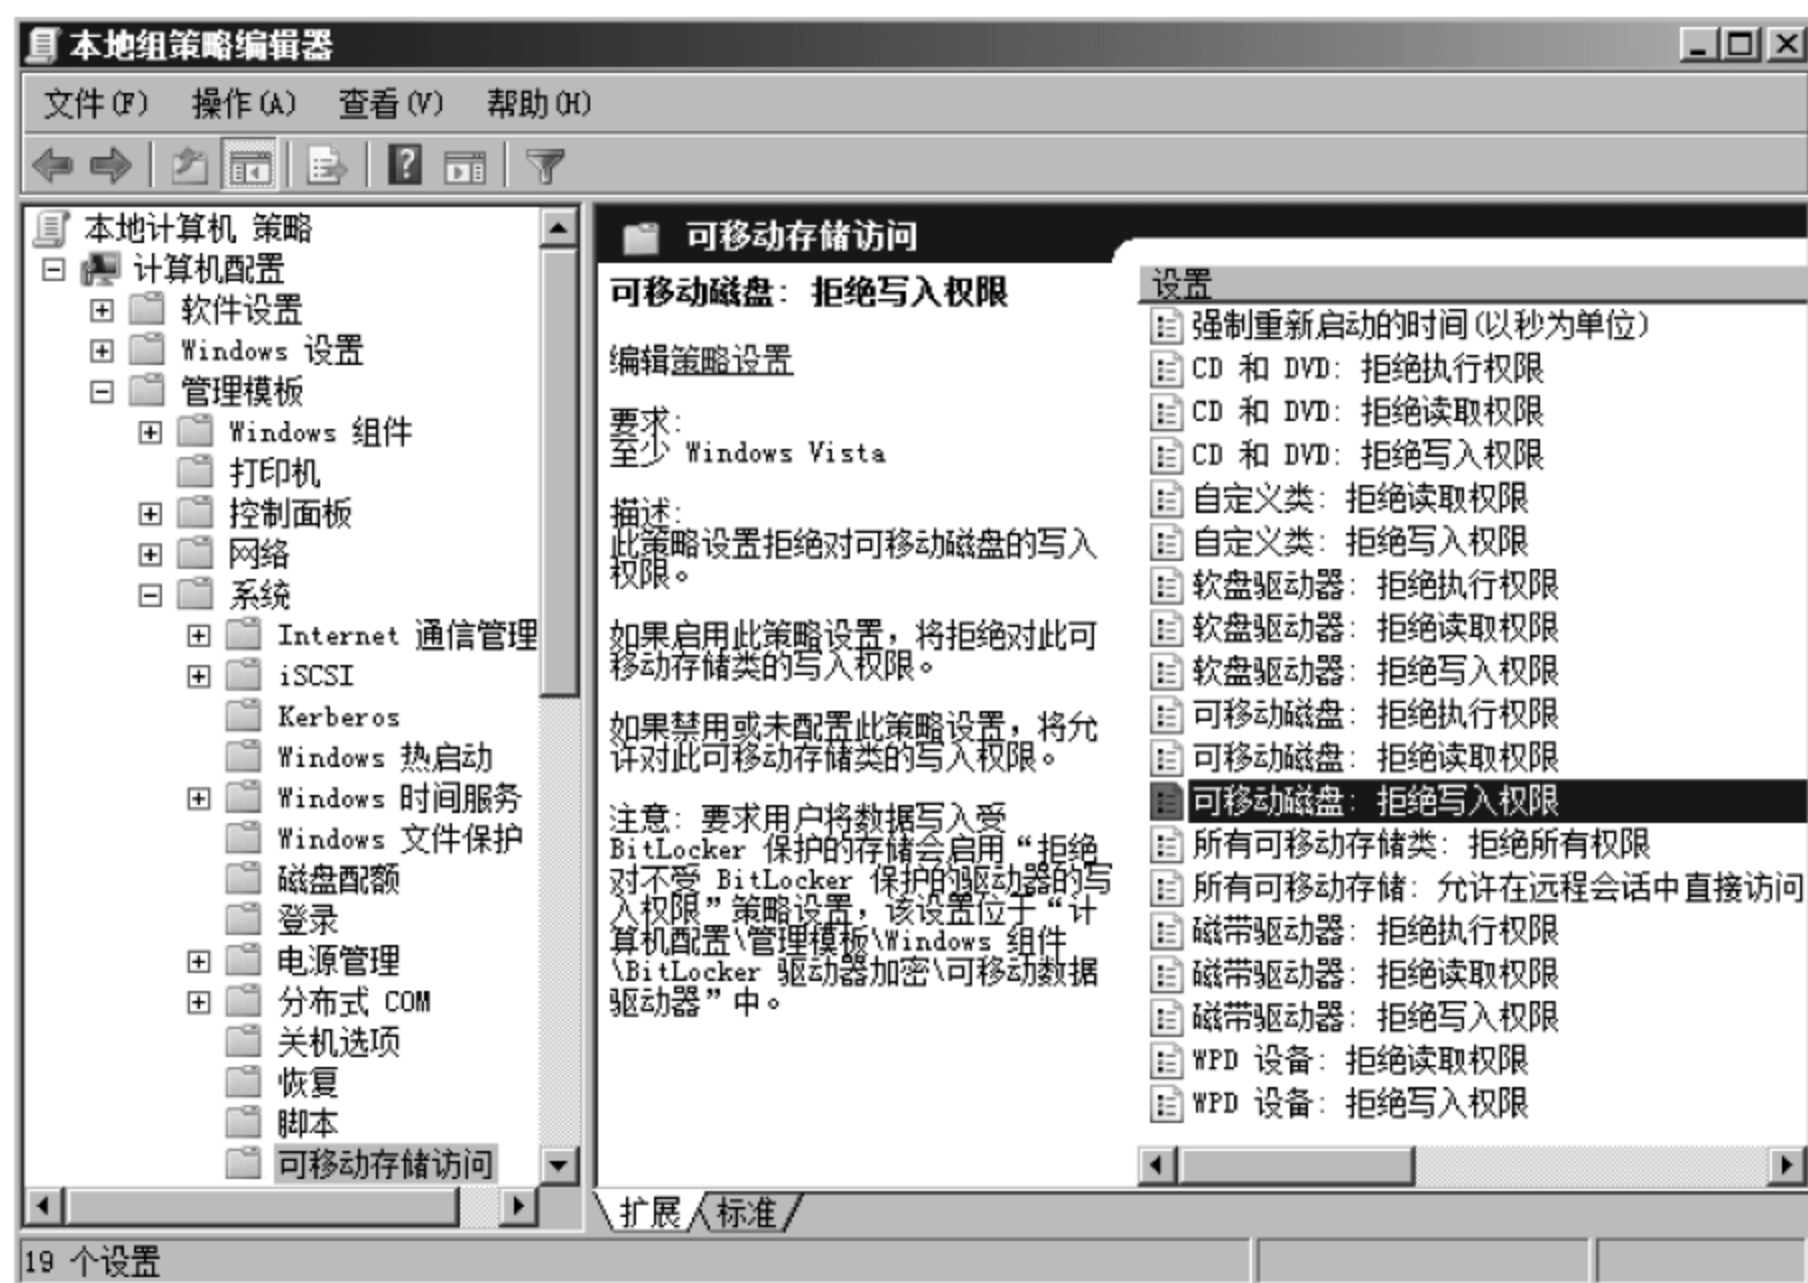 本地组策略编辑器
文件(F) 操作(A) 查看(V) 帮助(H)
本地计算机 策略
计算机配置
软件设置
Windows 设置
管理模板
Windows 组件
打印机
控制面板
网络
系统
Internet 通信管理
iSCSI
Kerberos
Windows 热启动
Windows 时间服务
Windows 文件保护
磁盘配额
登录
电源管理
分布式 COM
关机选项
恢复
脚本
可移动存储访问
可移动存储访问
可移动磁盘: 拒绝写入权限
编辑策略设置
要求:
至少 Windows Vista
描述:
此策略设置拒绝对可移动磁盘的写入
权限。
如果启用此策略设置，将拒绝对此可
移动存储类的写入权限。
如果禁用或未配置此策略设置，将允
许对此可移动存储类的写入权限。
注意: 要求用户将数据写入受
BitLocker 保护的存储会启用“拒绝
对不受 BitLocker 保护的驱动器的写
入权限”策略设置，该设置位于“计
算机配置\管理模板\Windows 组件
\BitLocker 驱动器加密\可移动数据
驱动器”中。
设置
强制重新启动的时间(以秒为单位)
CD 和 DVD: 拒绝执行权限
CD 和 DVD: 拒绝读取权限
CD 和 DVD: 拒绝写入权限
自定义类: 拒绝读取权限
自定义类: 拒绝写入权限
软盘驱动器: 拒绝执行权限
软盘驱动器: 拒绝读取权限
软盘驱动器: 拒绝写入权限
可移动磁盘: 拒绝执行权限
可移动磁盘: 拒绝读取权限
可移动磁盘: 拒绝写入权限
所有可移动存储类: 拒绝所有权限
所有可移动存储: 允许在远程会话中直接访问
磁带驱动器: 拒绝执行权限
磁带驱动器: 拒绝读取权限
磁带驱动器: 拒绝写入权限
WPD 设备: 拒绝读取权限
WPD 设备: 拒绝写入权限
扩展 标准
19 个设置